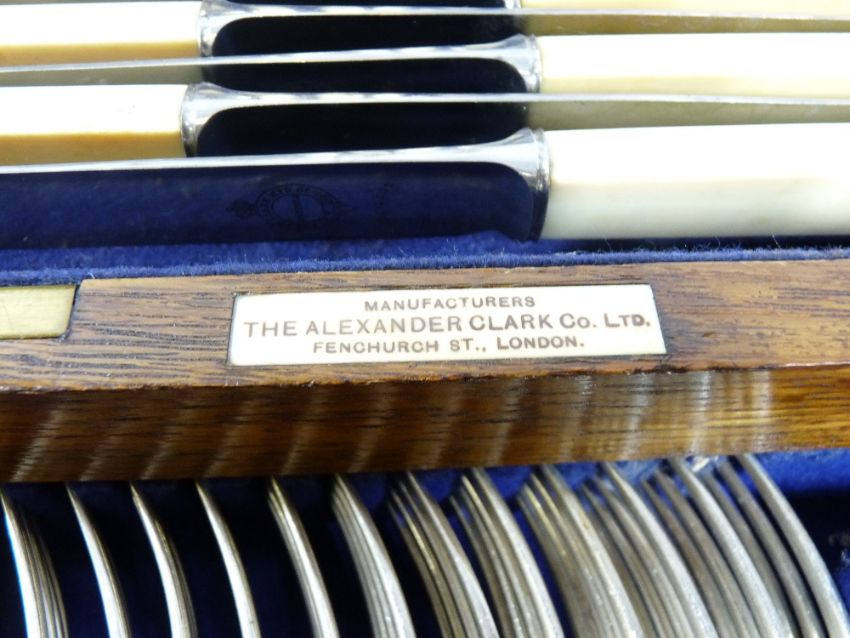 MANUFACTURERS
THE ALEXANDER CLARK CO. LTD.
FENCHURCH ST., LONDON.